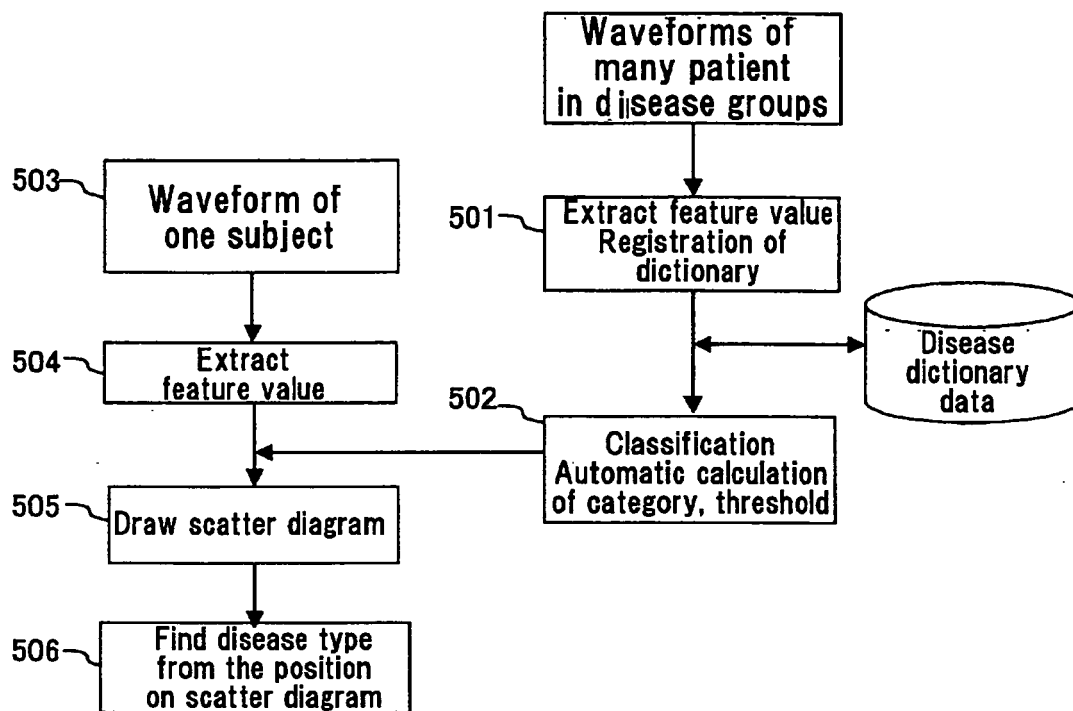 Waveforms of
many patient
in disease groups
503
Waveform of
one subject
501
Extract feature value
Registration of
dictionary
504
Extract
feature value
Disease
dictionary
data
502
Classification
Automatic calculation
of category, threshold
505
Draw scatter diagram
506
Find disease type
from the position
on scatter diagram